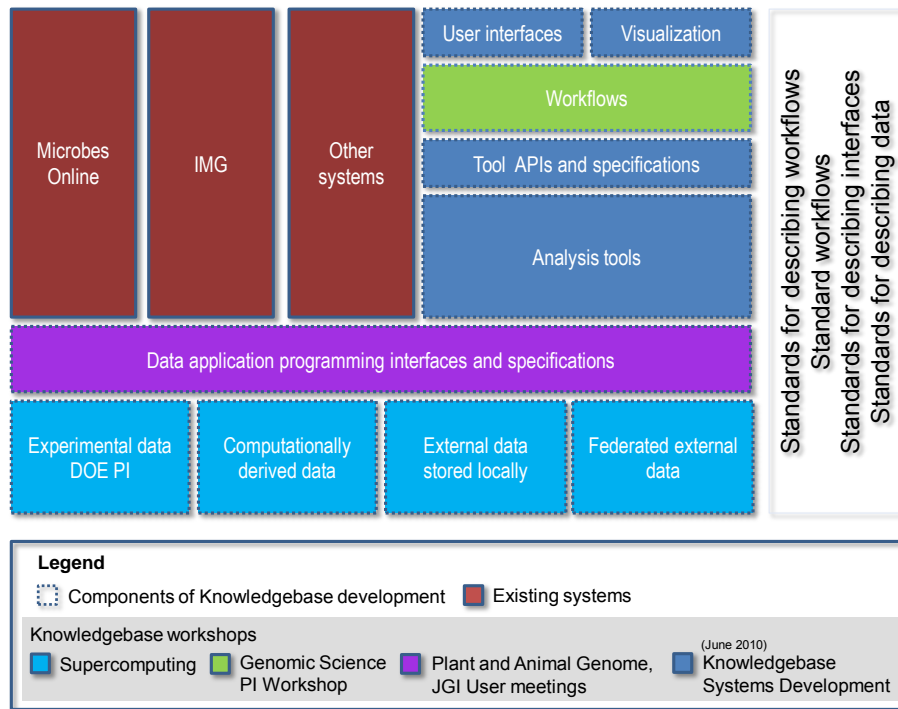 User interfaces
Visualization
Workflows
Microbes
Online
IMG
Other
systems
Tool APIs and specifications
Analysis tools
Data application programming interfaces and specifications
Experimental data
DOE PI
Computationally
derived data
External data
stored locally
Federated external
data
Standards for describing workflows
Standard workflows
Standards for describing interfaces
Standards for describing data
Legend
Components of Knowledgebase development
Existing systems
Knowledgebase workshops
Supercomputing
Genomic Science
PI Workshop
Plant and Animal Genome,
JGI User meetings
(June 2010)
Knowledgebase
Systems Development